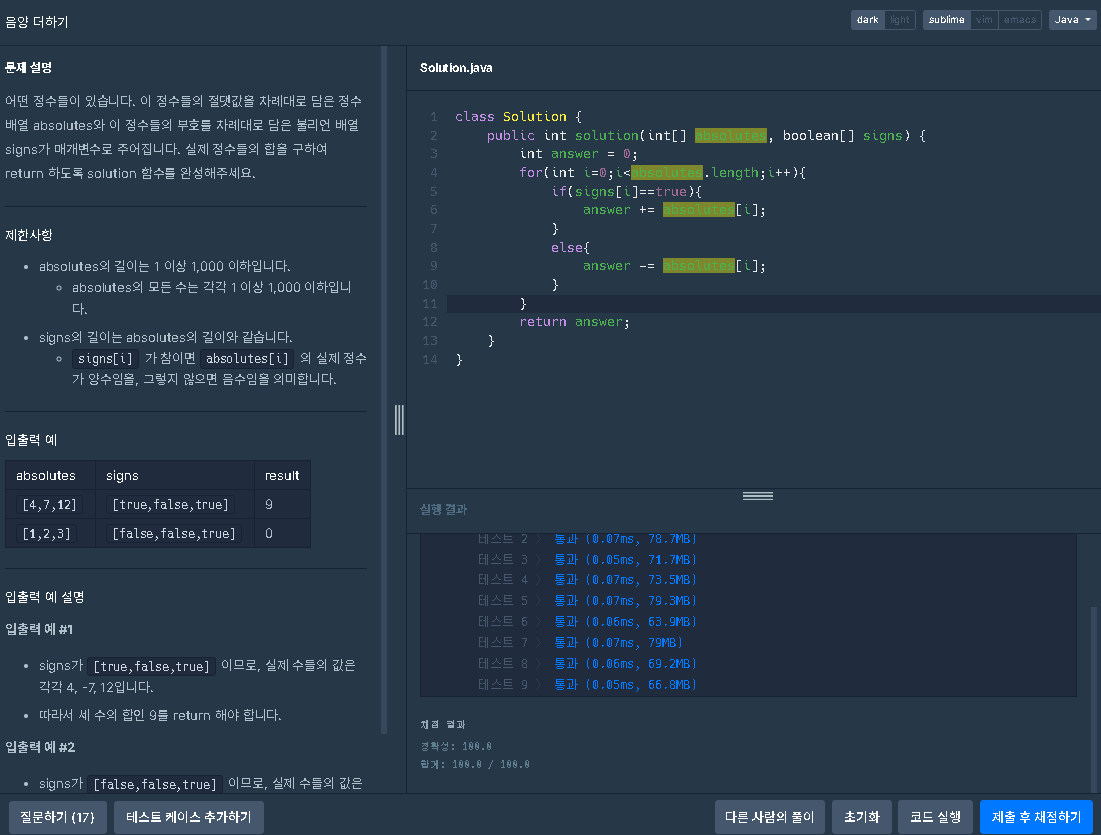 음양 더하기
dark light
sublime vim emacs
Java
문제 설명
어떤 정수들이 있습니다. 이 정수들의 절댓값을 차례대로 담은 정수
배열 absolutes와 이 정수들의 부호를 차례대로 담은 불리언 배열
signs가 매개변수로 주어집니다. 실제 정수들의 합을 구하여
return 하도록 solution 함수를 완성해주세요.
제한사항
absolutes의 길이는 1 이상 1,000 이하입니다.
absolutes의 모든 수는 각각 1 이상 1,000 이하입니
다.
signs의 길이는 absolutes의 길이와 같습니다.
signs[i] 가 참이면 absolutes[i] 의 실제 정수
가 양수임을, 그렇지 않으면 음수임을 의미합니다.
입출력 예
absolutes signs result
[4,7,12] [true,false,true] 9
[1,2,3] [false,false,true] 0
입출력 예 설명
입출력 예 #1
signs가 [true,false,true] 이므로, 실제 수들의 값은
각각 4, -7, 12입니다.
따라서 세 수의 합인 9를 return 해야 합니다.
입출력 예 #2
signs가 [false,false,true] 이므로, 실제 수들의 값은
Solution.java
1 class Solution {
2 public int solution(int[] absolutes, boolean[] signs) {
3 int answer = 0;
4 for(int i=0;i<absolutes.length;i++){
5 if(signs[i]==true){
6 answer += absolutes[i];
7 }
8 else{
9 answer -= absolutes[i];
10 }
11 }
12 return answer;
13 }
14 }
실행 결과
테스트 2 〉 통과 (0.07ms, 78.7MB)
테스트 3 〉 통과 (0.05ms, 71.7MB)
테스트 4 〉 통과 (0.07ms, 73.5MB)
테스트 5 〉 통과 (0.07ms, 79.3MB)
테스트 6 〉 통과 (0.06ms, 63.9MB)
테스트 7 〉 통과 (0.07ms, 79MB)
테스트 8 〉 통과 (0.06ms, 69.2MB)
테스트 9 〉 통과 (0.05ms, 66.8MB)
채점 결과
정확성: 100.0
합계: 100.0 / 100.0
질문하기 (17)
테스트 케이스 추가하기
다른 사람의 풀이
초기화
코드 실행
제출 후 채점하기